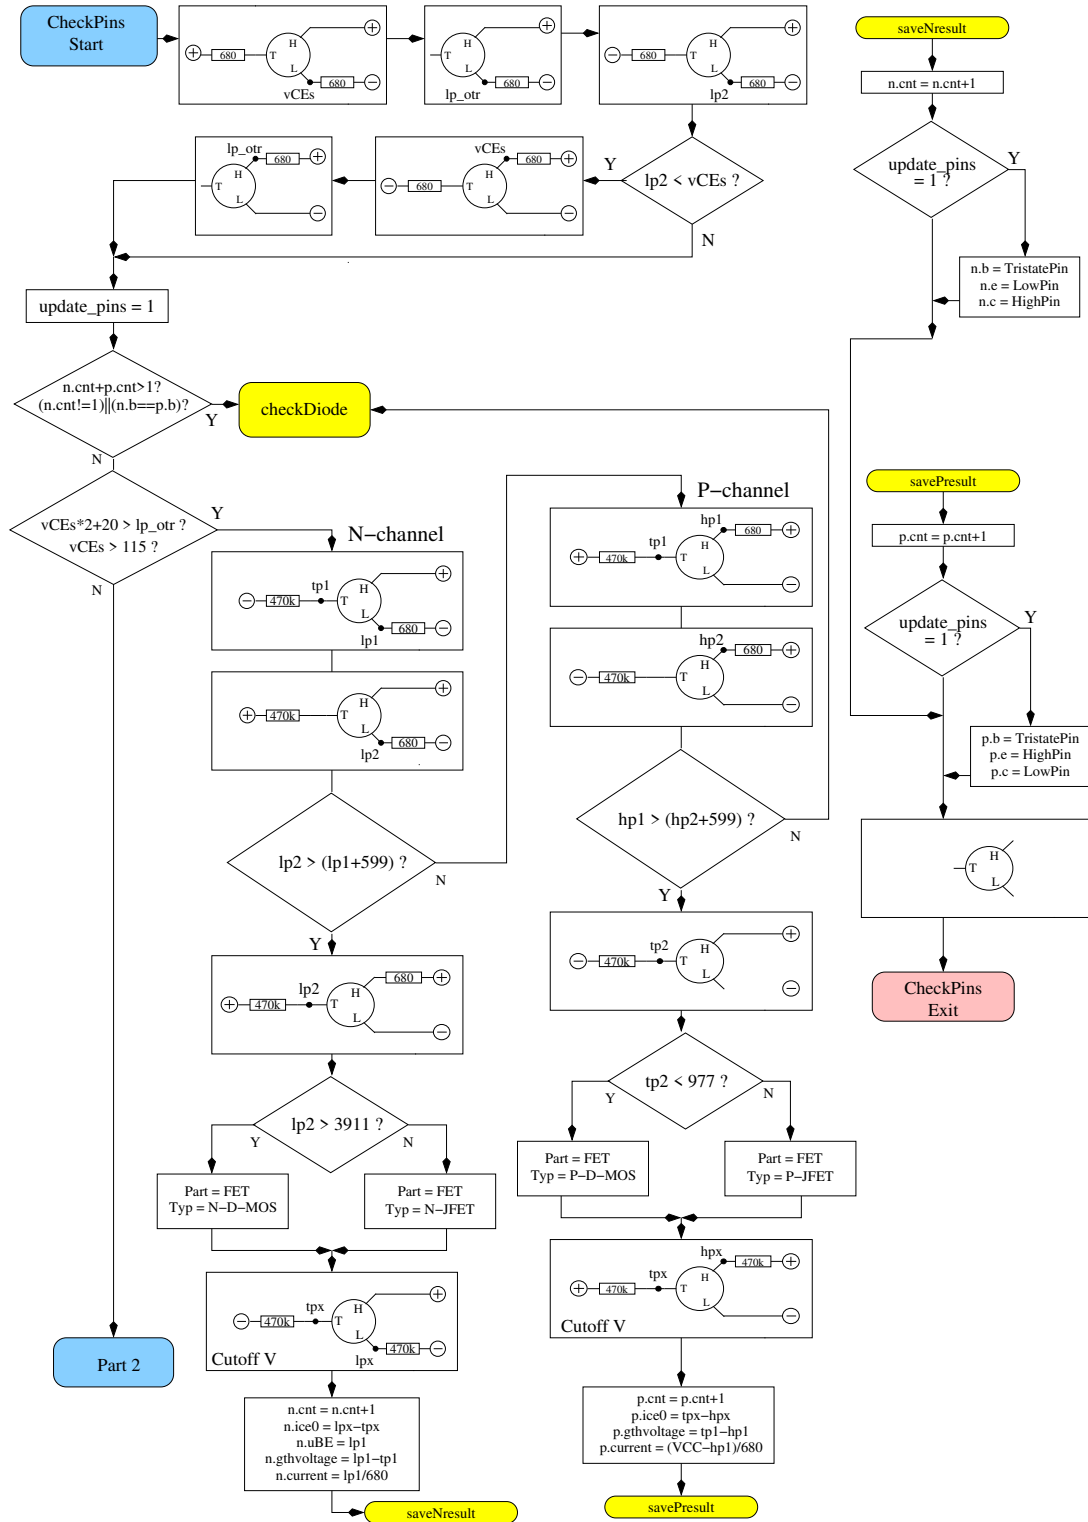 CheckPins
Start
+
680
T
H
L
+
680
−
vCEs
T
H
L
+
680
−
lp_otr
−
680
T
H
L
+
680
−
lp2
lp_otr
680
+
T
H
L
−
vCEs
680
+
−
680
T
H
L
−
Y
lp2 < vCEs ?
N
update_pins = 1
n.cnt+p.cnt>1?
(n.cnt!=1)||(n.b==p.b)?
Y
N
checkDiode
vCEs*2+20 > lp_otr ?
vCEs > 115 ?
Y
N
Part 2
N−channel
tp1
−
470k
T
H
L
+
680
−
lp1
+
470k
T
H
L
+
680
−
lp2
lp2 > (lp1+599) ?
N
Y
lp2
+
470k
T
H
L
680
+
−
lp2 > 3911 ?
Y
N
Part = FET
Typ = N−D−MOS
Part = FET
Typ = N−JFET
tpx
−
470k
T
H
L
+
470k
−
lpx
Cutoff V
n.cnt = n.cnt+1
n.ice0 = lpx−tpx
n.uBE = lp1
n.gthvoltage = lp1−tp1
n.current = lp1/680
saveNresult
P−channel
hp1
680
+
tp1
+
470k
T
H
L
−
hp2
680
+
−
470k
T
H
L
−
hp1 > (hp2+599) ?
N
Y
tp2
−
470k
T
H
L
+
−
tp2 < 977 ?
Y
N
Part = FET
Typ = P−D−MOS
Part = FET
Typ = P−JFET
hpx
470k
+
tpx
+
470k
T
H
L
−
Cutoff V
p.cnt = p.cnt+1
p.ice0 = tpx−hpx
p.gthvoltage = tp1−hp1
p.current = (VCC−hp1)/680
savePresult
saveNresult
n.cnt = n.cnt+1
update_pins
= 1 ?
Y
n.b = TristatePin
n.e = LowPin
n.c = HighPin
savePresult
p.cnt = p.cnt+1
update_pins
= 1 ?
Y
p.b = TristatePin
p.e = HighPin
p.c = LowPin
T
H
L
CheckPins
Exit